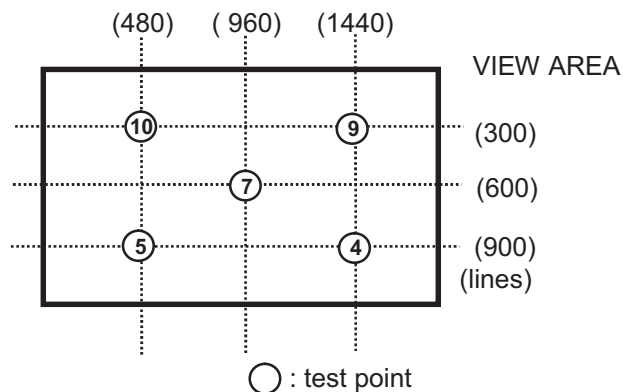 (480) ( 960) (1440)
VIEW AREA
10 9 (300)
7 (600)
5 4 (900)
(lines)
: test point